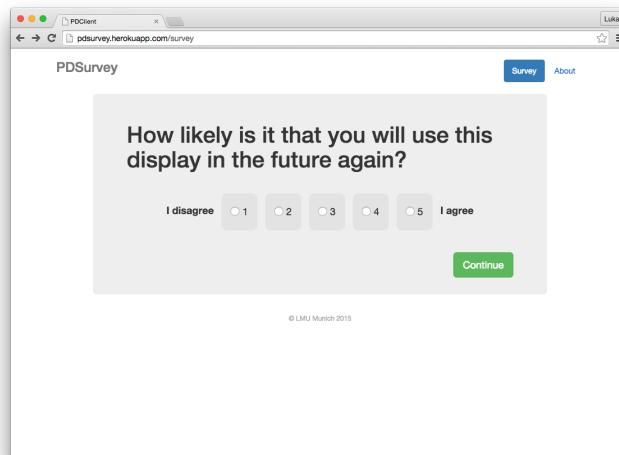 PDClient
Luka
pdsurvey.herokuapp.com/survey
PDSurvey
Survey About
How likely is it that you will use this
display in the future again?
I disagree 1 2 3 4 5 I agree
Continue
© LMU Munich 2015